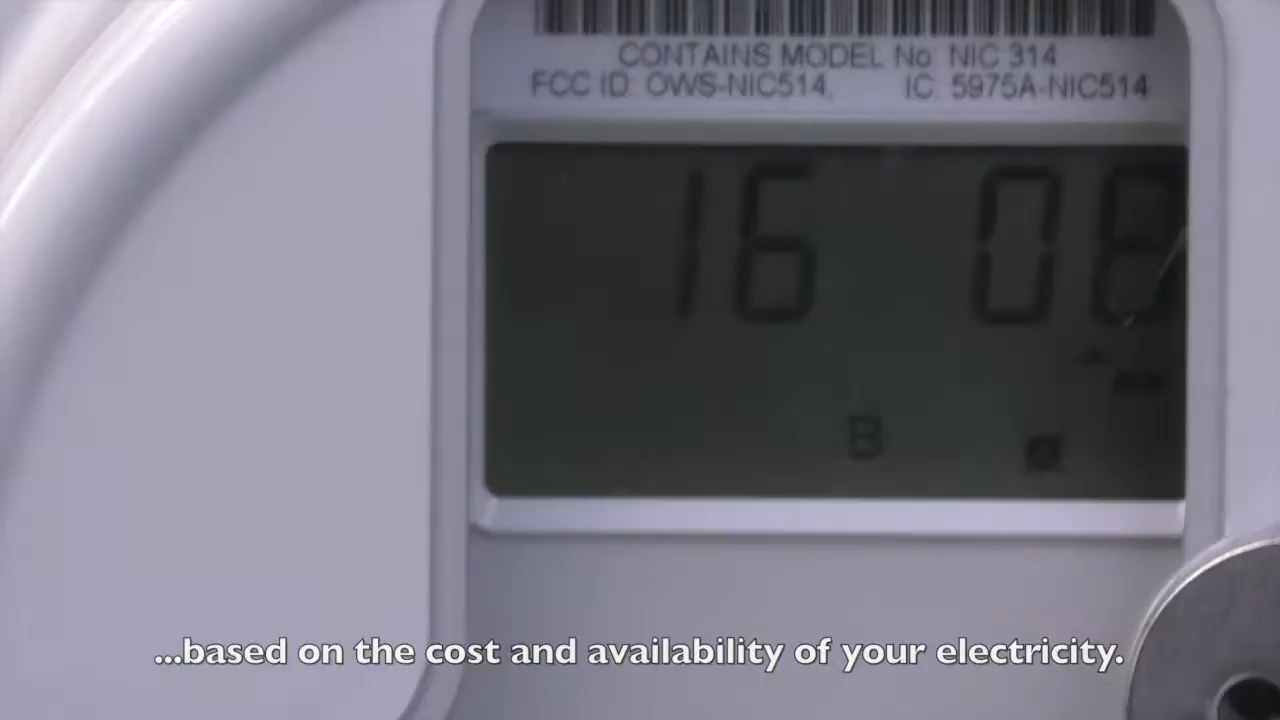 CONTAINS MODEL No NIC 314
FCC ID: OWS-NIC514, IC: 5975A-NIC514
16 08
B
...based on the cost and availability of your electricity.